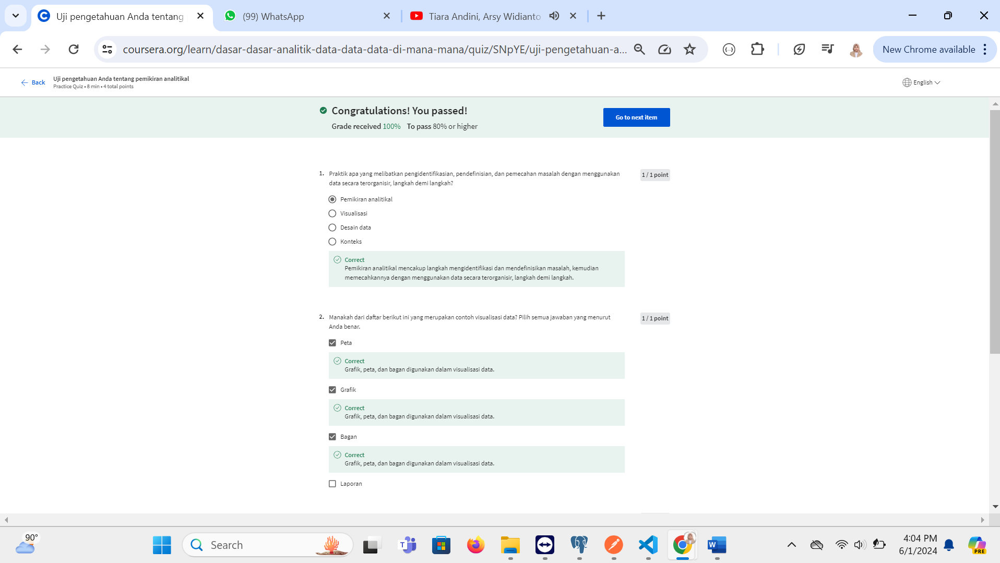 Uji pengetahuan Anda tentang
(99) WhatsApp
Tiara Andini, Arsy Widianto
coursera.org/learn/dasar-dasar-analitik-data-data-data-di-mana-mana/quiz/SNpYE/uji-pengetahuan-a...
New Chrome available
Back
Uji pengetahuan Anda tentang pemikiran analitikal
Practice Quiz • 8 min • 4 total points
English
Congratulations! You passed!
Grade received 100% To pass 80% or higher
Go to next item
1. Praktik apa yang melibatkan pengidentifikasian, pendefinisian, dan pemecahan masalah dengan menggunakan
data secara terorganisir, langkah demi langkah?
1 / 1 point
Pemikiran analitikal
Visualisasi
Desain data
Konteks
Correct
Pemikiran analitikal mencakup langkah mengidentifikasi dan mendefinisikan masalah, kemudian
memecahkannya dengan menggunakan data secara terorganisir, langkah demi langkah.
2. Manakah dari daftar berikut ini yang merupakan contoh visualisasi data? Pilih semua jawaban yang menurut
Anda benar.
1 / 1 point
Peta
Correct
Grafik, peta, dan bagan digunakan dalam visualisasi data.
Grafik
Correct
Grafik, peta, dan bagan digunakan dalam visualisasi data.
Bagan
Correct
Grafik, peta, dan bagan digunakan dalam visualisasi data.
Laporan
90°
Search
4:04 PM
6/1/2024
PRE